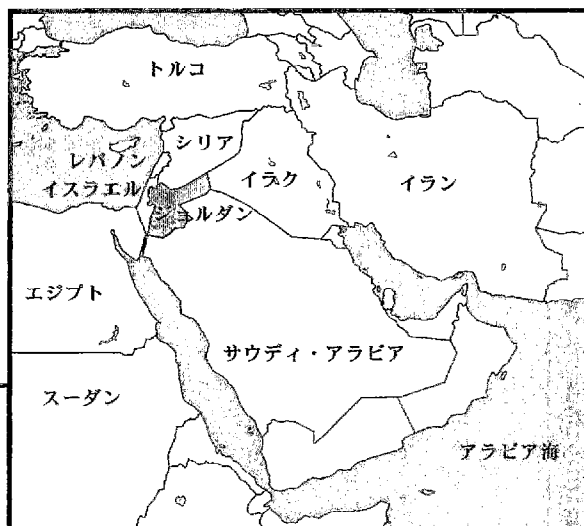 トルコ
シリア
レバノン
イスラエル
イラク
イラン
ジョルダン
エジプト
サウディ・アラビア
スーダン
アラビア海